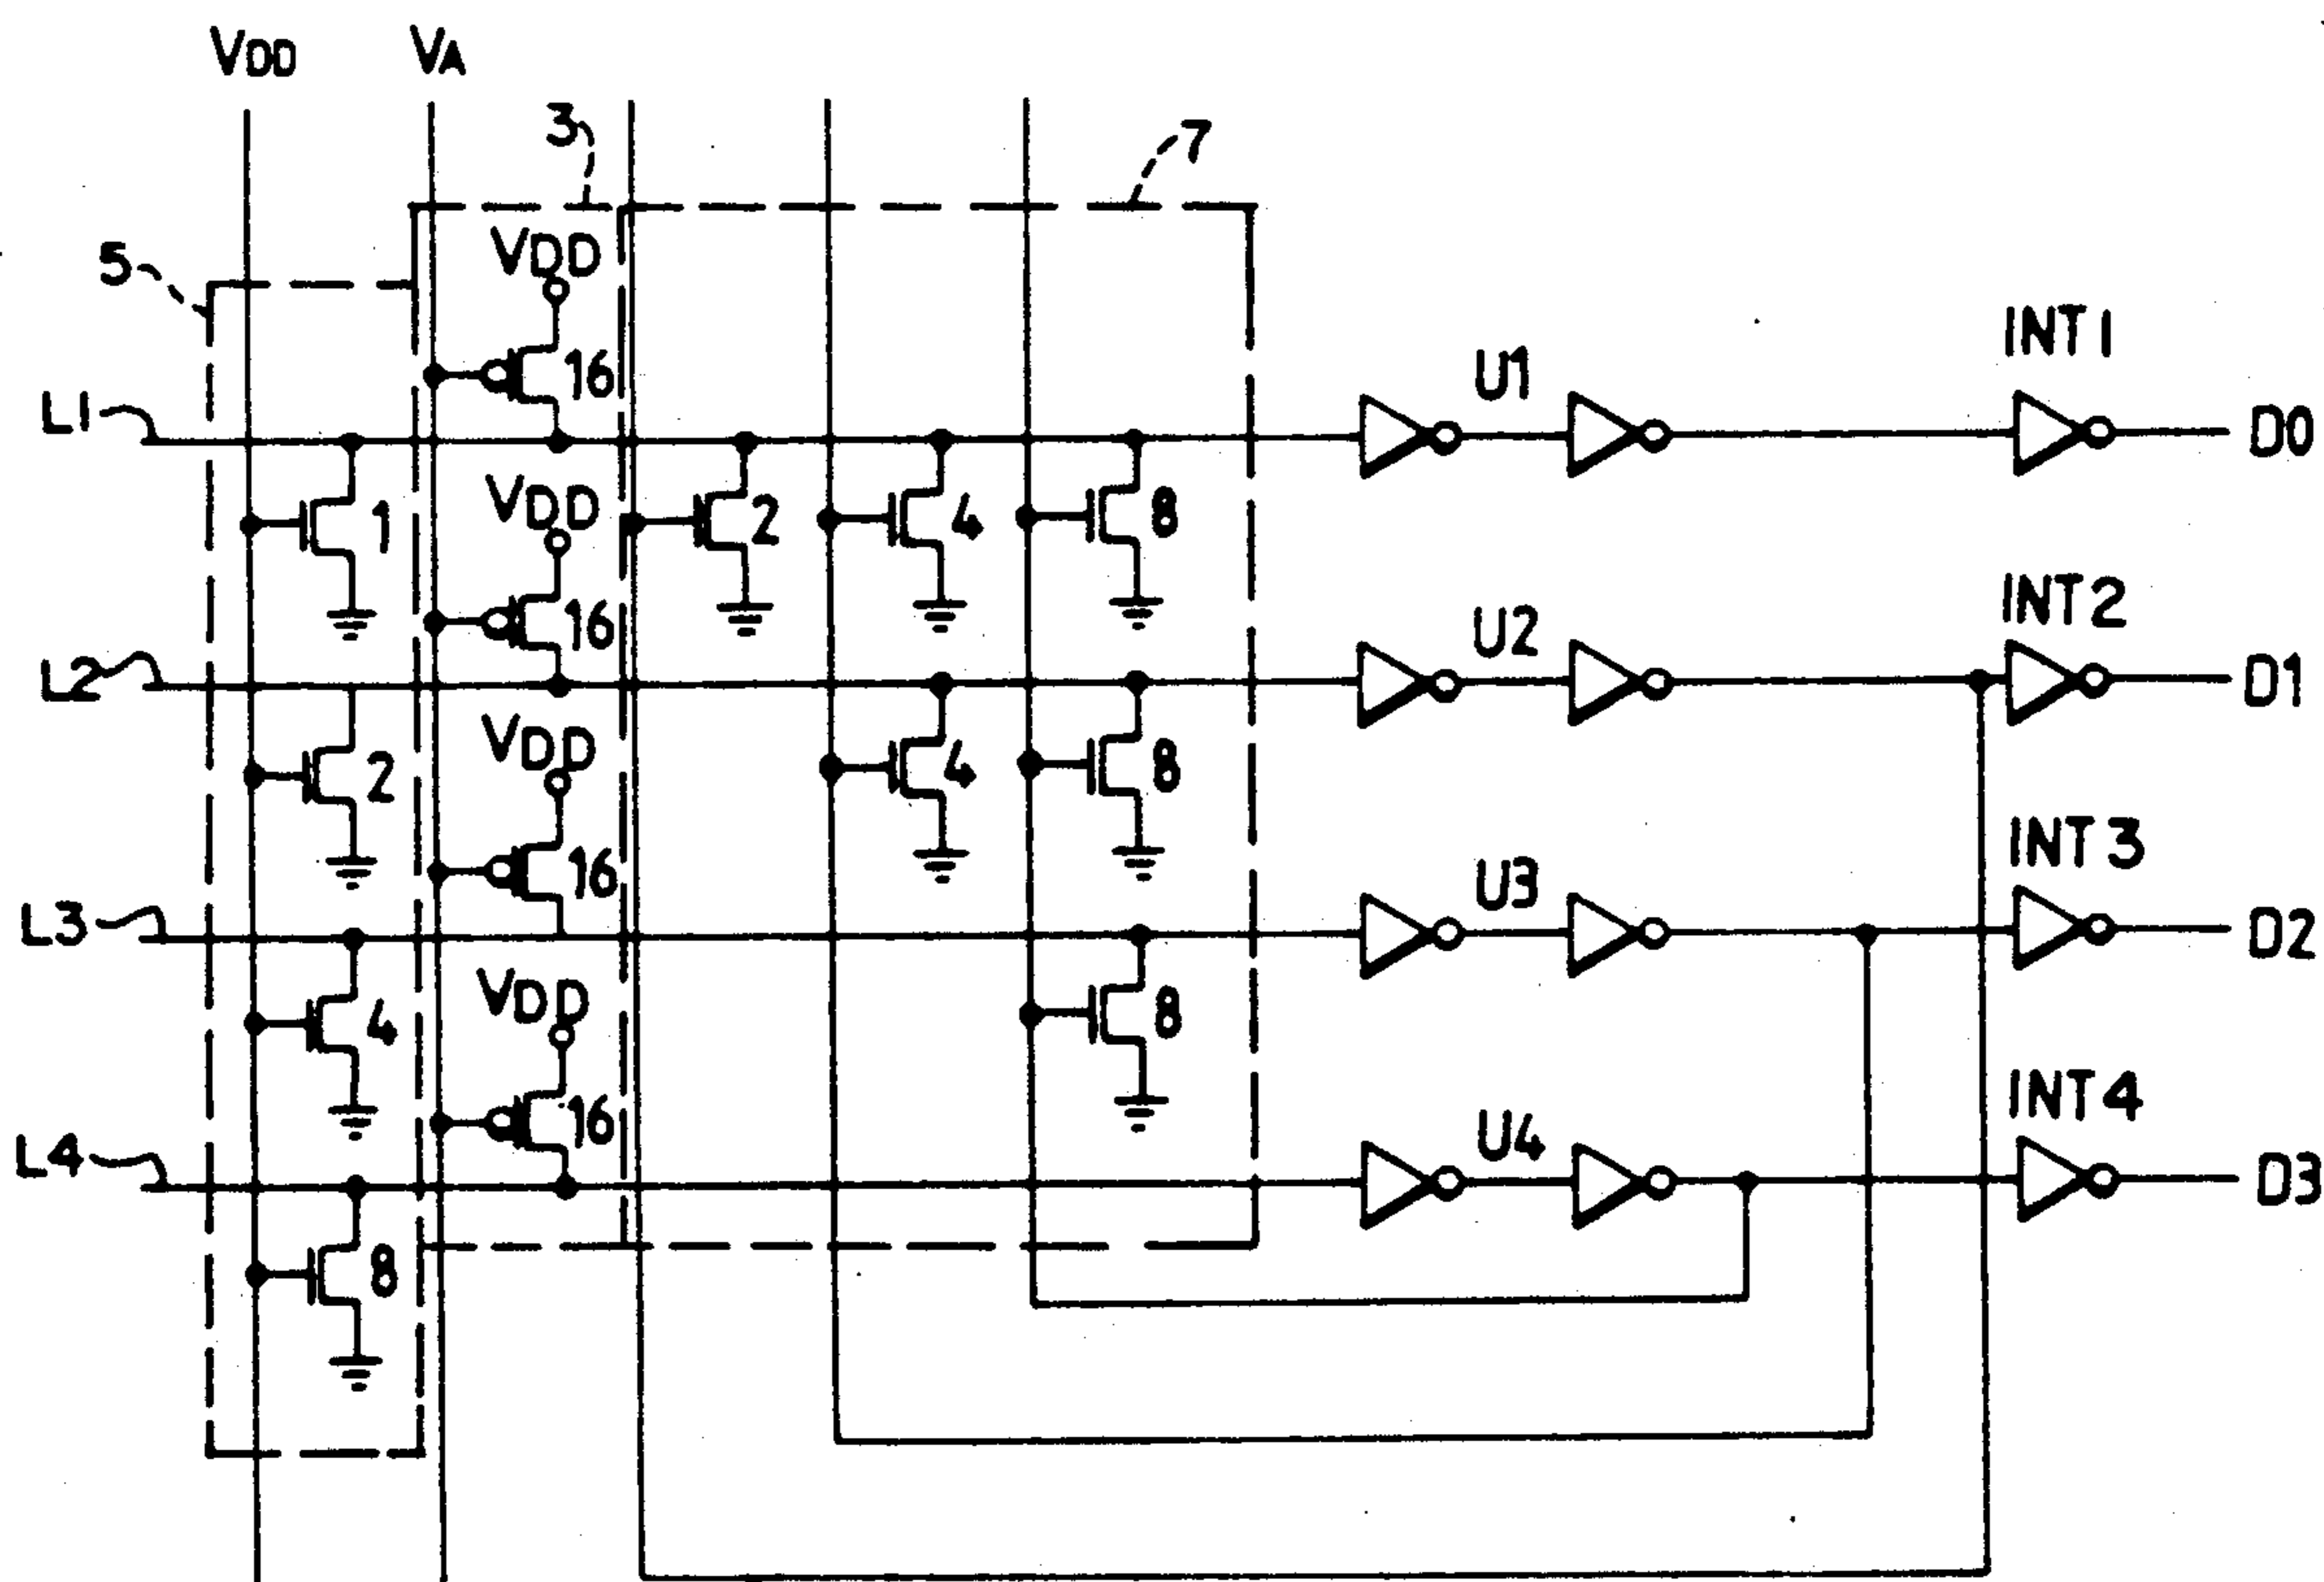 VDD VA
3 7
5 VDD
INT1
16 U1
L1 D0
VDD
1 2 4 8
INT2
16 U2
L2 D1
VDD
2 4 8
INT3
16 U3
L3 D2
VDD
4 8
INT4
16 U4
L4 D3
8